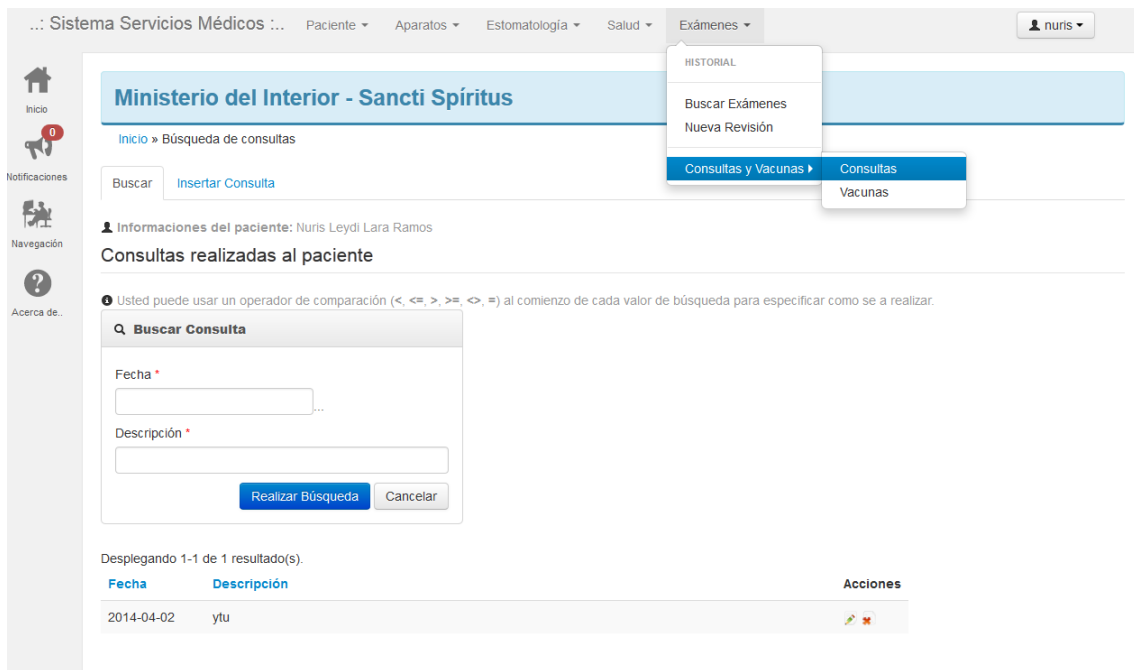 ..: Sistema Servicios Médicos :.. Paciente Aparatos Estomatología Salud Exámenes nuris
HISTORIAL
Buscar Exámenes
Nueva Revisión
Consultas y Vacunas
Consultas
Vacunas
Inicio
0
Notificaciones
Navegación
Acerca de..
Ministerio del Interior - Sancti Spíritus
Inicio » Búsqueda de consultas
Buscar Insertar Consulta
Informaciones del paciente: Nuris Leydi Lara Ramos
Consultas realizadas al paciente
Usted puede usar un operador de comparación (<, <=, >, >=, <>, =) al comienzo de cada valor de búsqueda para especificar como se a realizar.
Buscar Consulta
Fecha *
...
Descripción *
Realizar Búsqueda Cancelar
Desplegando 1-1 de 1 resultado(s).
Fecha Descripción Acciones
2014-04-02 ytu